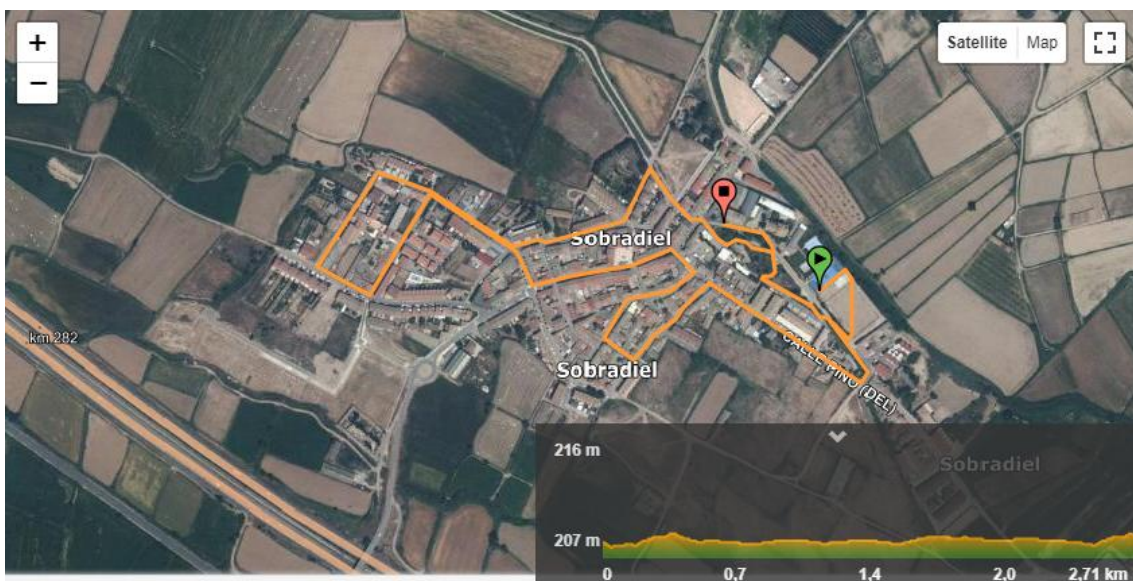 +
−
Satellite Map
Sobradiel
km 282
Sobradiel
CALLE PINO (DEL)
216 m
Sobradiel
207 m
0 0,7 1,4 2,0 2,71 km